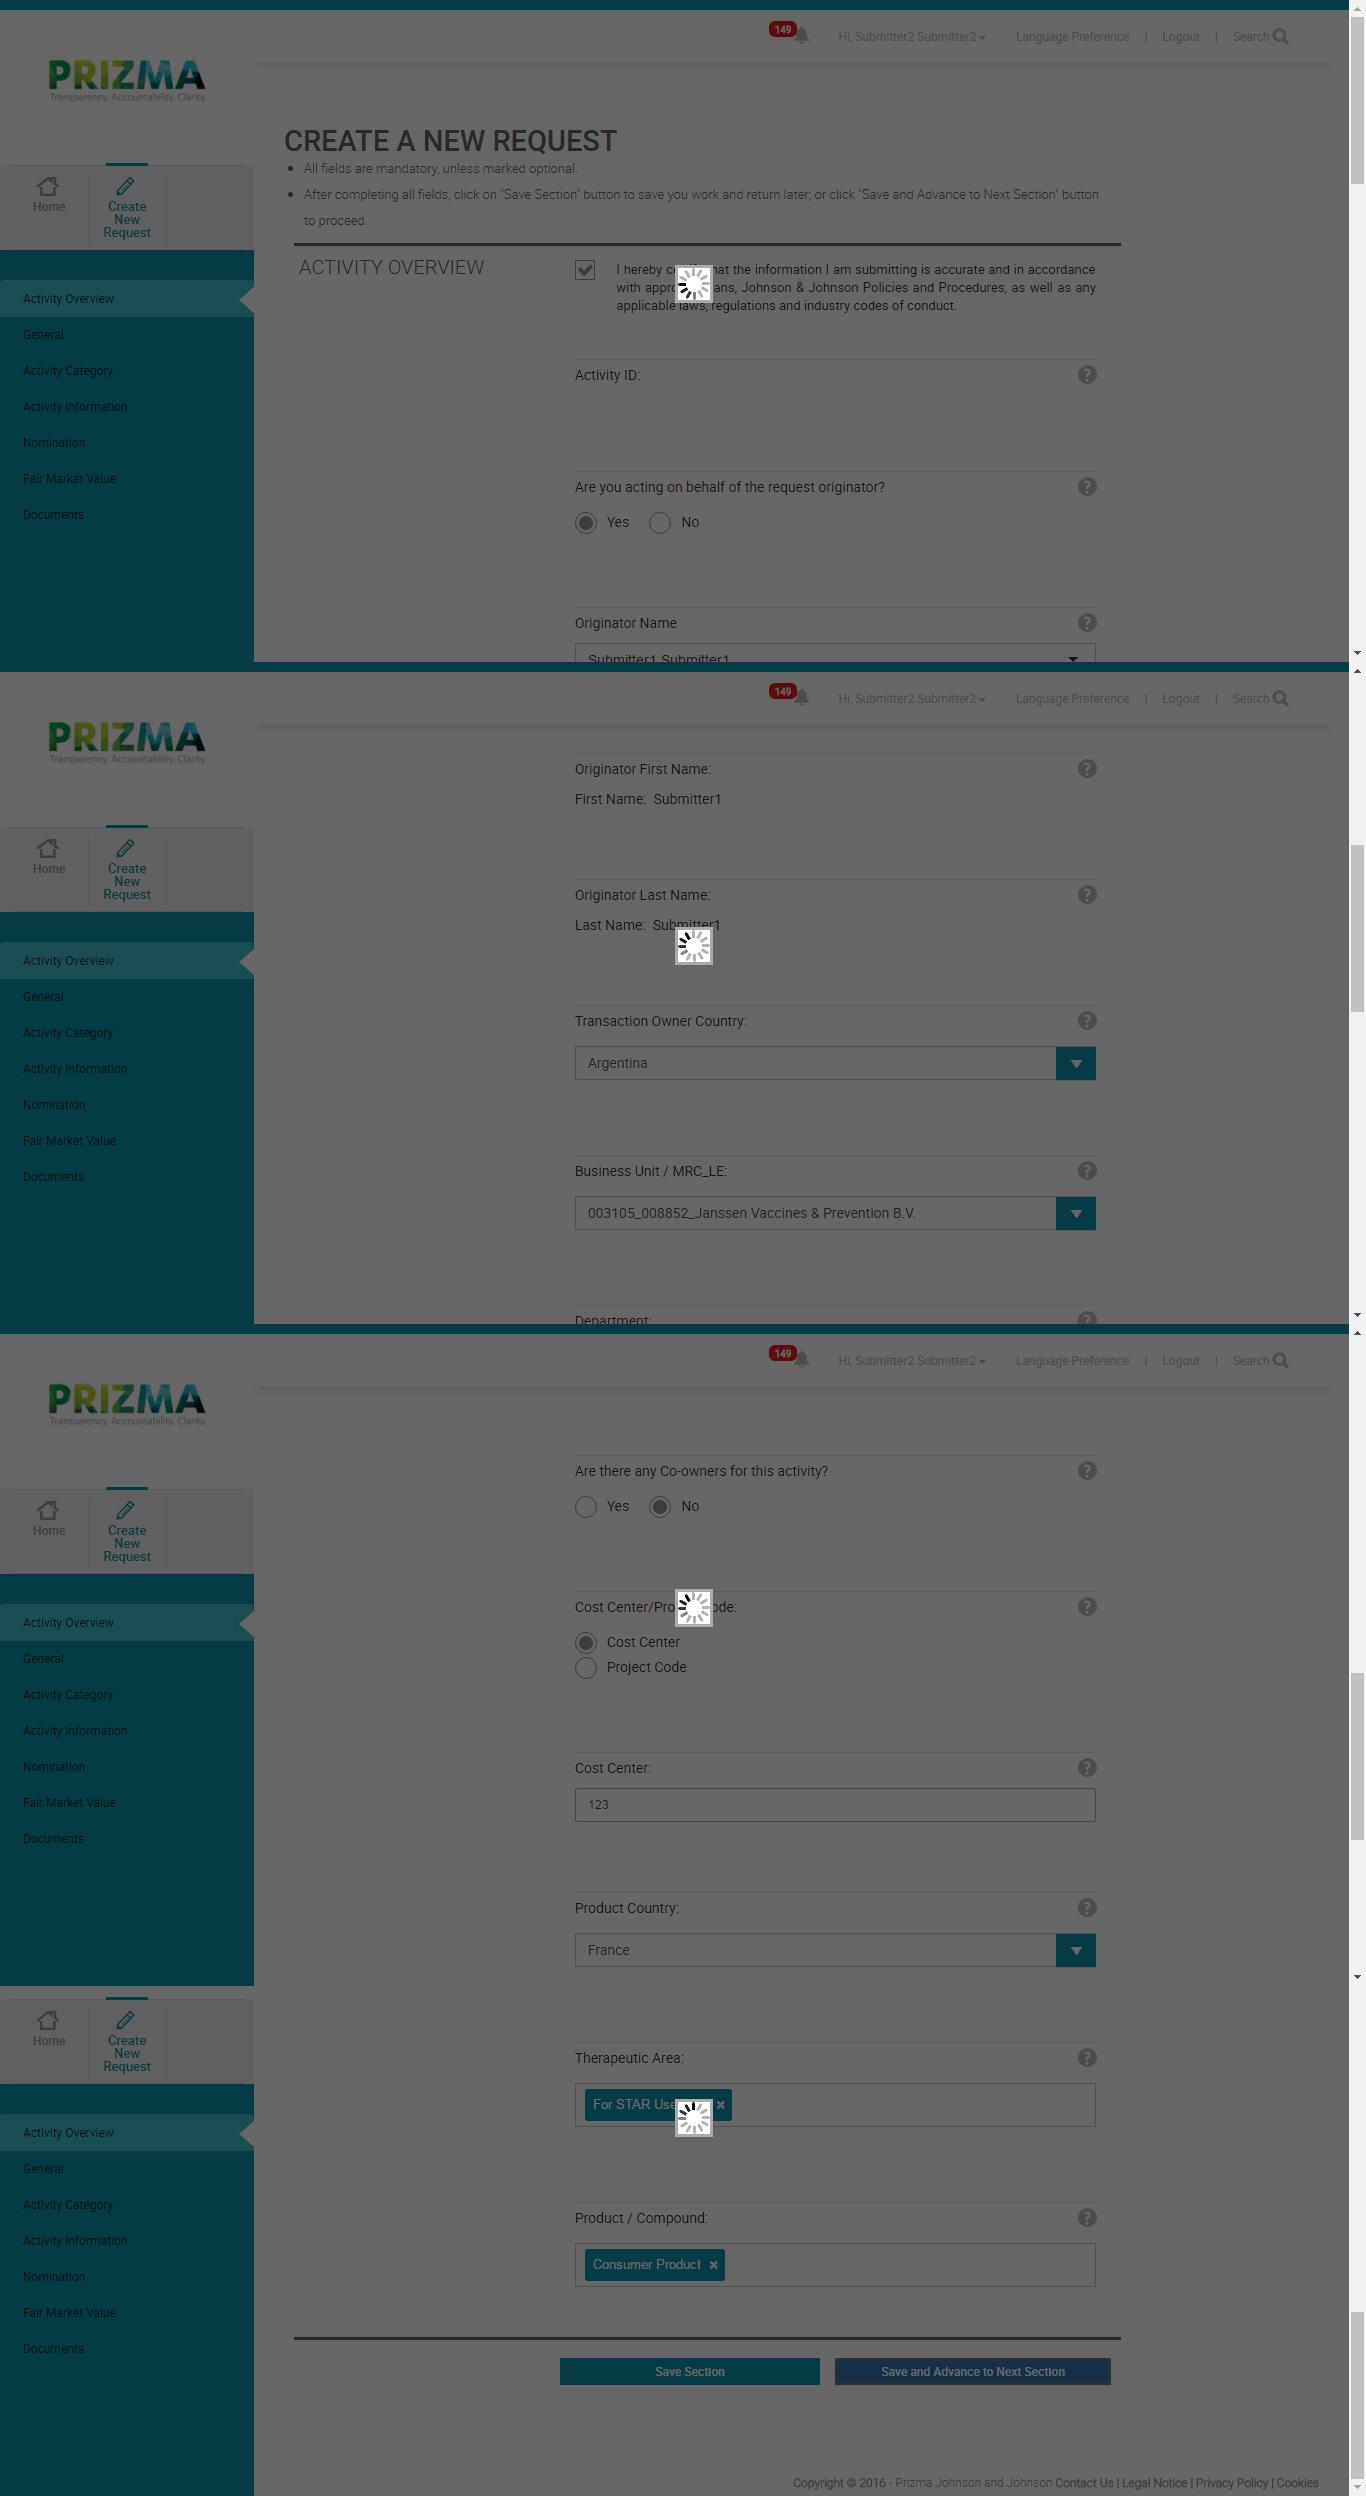 149
Hi, Submitter2 Submitter2
Language Preference | Logout | Search
PRIZMA
Transparency. Accountability. Clarity.
Home
Create
New
Request
Activity Overview
General
Activity Category
Activity Information
Nomination
Fair Market Value
Documents
CREATE A NEW REQUEST
All fields are mandatory, unless marked optional.
After completing all fields, click on "Save Section" button to save you work and return later; or click "Save and Advance to Next Section" button
to proceed.
ACTIVITY OVERVIEW
I hereby that the information I am submitting is accurate and in accordance
with Johnson & Johnson Policies and Procedures, as well as any
applicable laws, regulations and industry codes of conduct.
Activity ID:
Are you acting on behalf of the request originator?
Yes No
Originator Name
Submitter1 Submitter1
149
Hi, Submitter2 Submitter2
Language Preference | Logout | Search
PRIZMA
Transparency. Accountability. Clarity.
Home
Create
New
Request
Activity Overview
General
Activity Category
Activity Information
Nomination
Fair Market Value
Documents
Originator First Name:
First Name: Submitter1
Originator Last Name:
Last Name: Submitter1
Transaction Owner Country:
Argentina
Business Unit / MRC_LE:
003105_008852_Janssen Vaccines & Prevention B.V.
Department:
149
Hi, Submitter2 Submitter2
Language Preference | Logout | Search
PRIZMA
Transparency. Accountability. Clarity.
Home
Create
New
Request
Activity Overview
General
Activity Category
Activity Information
Nomination
Fair Market Value
Documents
Are there any Co-owners for this activity?
Yes No
Cost Center/Project Code:
Cost Center
Project Code
Cost Center:
123
Product Country:
France
Home
Create
New
Request
Activity Overview
General
Activity Category
Activity Information
Nomination
Fair Market Value
Documents
Therapeutic Area:
For STAR
Product / Compound:
Consumer Product
Save Section
Save and Advance to Next Section
Copyright © 2016 - Prizma Johnson and Johnson Contact Us | Legal Notice | Privacy Policy | Cookies